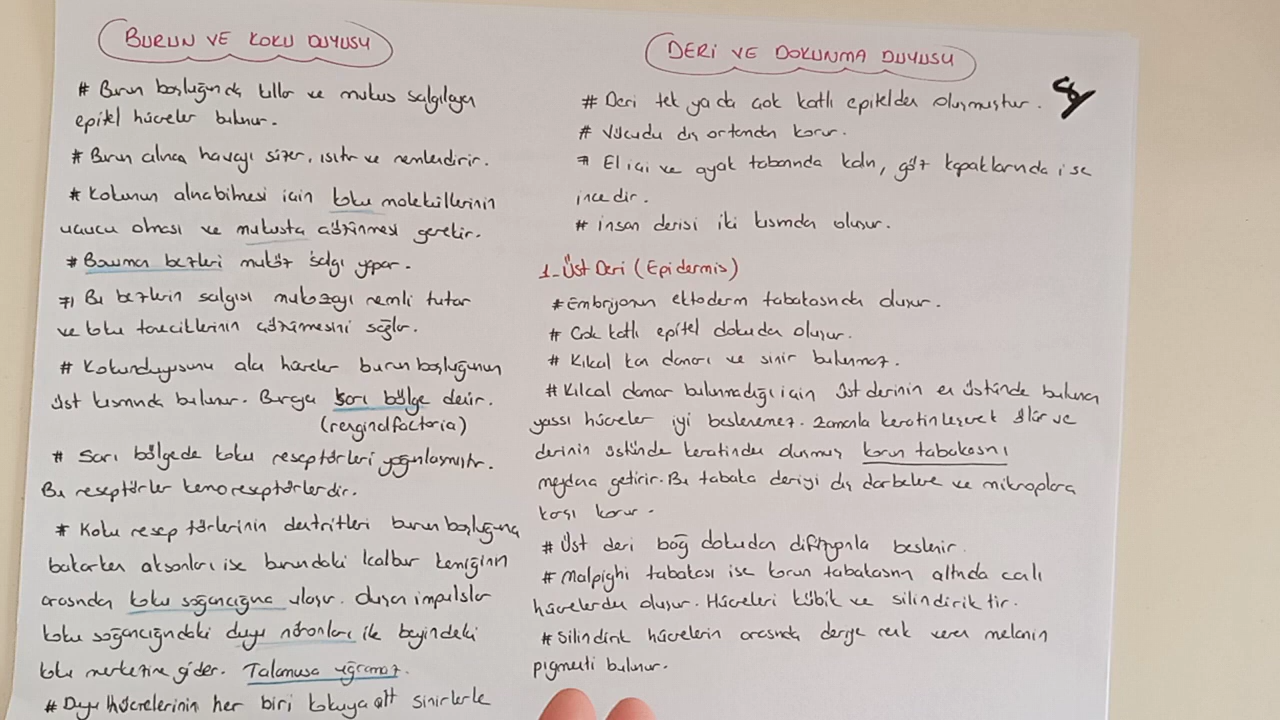 BURUN VE KOKU DUYUSU
# Burun boşluğunda kıllar ve mukus salgılayan
epitel hücreler bulunur.
# Burun alınan havayı süzer, ısıtır ve nemlendirir.
# Kokunun alınabilmesi için koku moleküllerinin
uçucu olması ve mukusta çözünmesi gerekir.
# Bowman bezleri muköz salgı yapar.
# Bu bezlerin salgısı mukozayı nemli tutar
ve koku taneciklerinin çözünmesini sağlar.
# Kokunduyusunu alan hücreler burun boşluğunun
üst kısmında bulunur. Buraya sarı bölge denir.
# Sarı bölgede koku reseptörleri yoğunlaşmıştır.
Bu reseptörler kemoreseptörlerdir.
# Koku reseptörlerinin dentritleri burun boşluğuna
bakarken aksonları ise burundaki kalbur kemiğinin
arasından koku soğancığına ulaşır. Oluşan impulslar
koku soğancığındaki duyu nöronları ile beyindeki
koku merkezine gider. Talamusa uğramaz.
# Duyu hücrelerinin her biri kokuya ait sinirlerle
DERİ VE DOKUNMA DUYUSU
# Deri tek ya da çok katlı epitelden oluşmuştur.
# Vücudu dış ortamdan korur.
# El içi ve ayak tabanında kalın, göz kapaklarında ise
incedir.
# İnsan derisi iki kısımdan oluşur.
1-Üst Deri (Epidermis)
# Embriyonun ektoderm tabakasından oluşur.
# Çok katlı epitel dokudan oluşur.
# Kılcal kan damarı ve sinir bulunmaz.
# Kılcal damar bulunmadığı için üst derinin en üstünde bulunan
yassı hücreler iyi beslenemez. Zamanla keratinleşerek ölür ve
derinin üstünde keratinden oluşmuş korun tabakasını
meydana getirir. Bu tabaka deriyi dış darbelere ve mikroplara
karşı korur.
# Üst deri bağ dokudan difüzyonla beslenir.
# Malpighi tabakası ise korun tabakasının altında canlı
hücrelerden oluşur. Hücreleri kübik ve silindiriktir.
# Silindirik hücrelerin arasında deriye renk veren melanin
pigmenti bulunur.